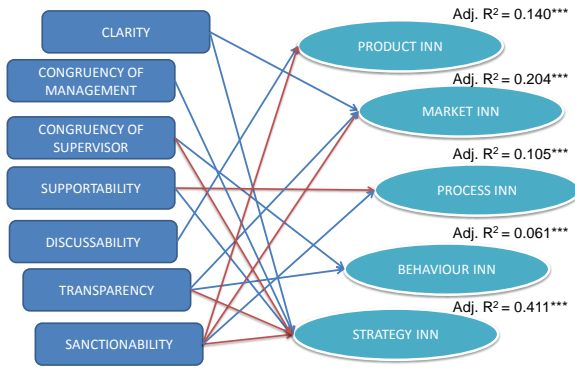 CLARITY
CONGRUENCY OF
MANAGEMENT
CONGRUENCY OF
SUPERVISOR
SUPPORTABILITY
DISCUSSABILITY
TRANSPARENCY
SANCTIONABILITY
Adj. R² = 0.140***
PRODUCT INN
Adj. R² = 0.204***
MARKET INN
Adj. R² = 0.105***
PROCESS INN
Adj. R² = 0.061***
BEHAVIOUR INN
Adj. R² = 0.411***
STRATEGY INN